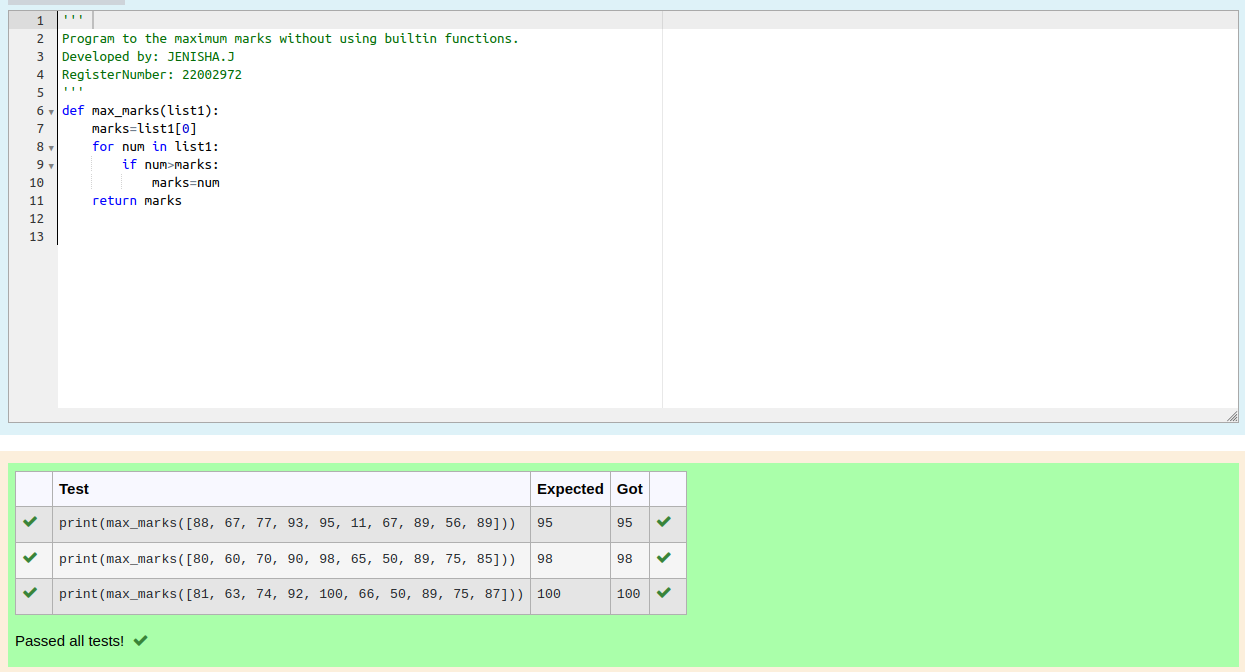 1 '''
2 Program to the maximum marks without using builtin functions.
3 Developed by: JENISHA.J
4 RegisterNumber: 22002972
5 '''
6 def max_marks(list1):
7     marks=list1[0]
8     for num in list1:
9         if num>marks:
10             marks=num
11     return marks
12
13
Test Expected Got
print(max_marks([88, 67, 77, 93, 95, 11, 67, 89, 56, 89])) 95 95
print(max_marks([80, 60, 70, 90, 98, 65, 50, 89, 75, 85])) 98 98
print(max_marks([81, 63, 74, 92, 100, 66, 50, 89, 75, 87])) 100 100
Passed all tests!